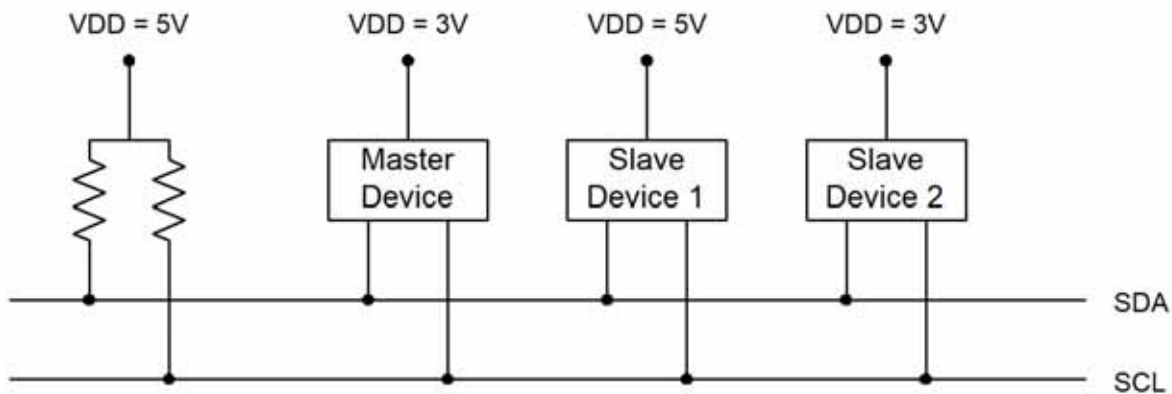 VDD = 5V
VDD = 3V
VDD = 5V
VDD = 3V
Master
Device
Slave
Device 1
Slave
Device 2
SDA
SCL